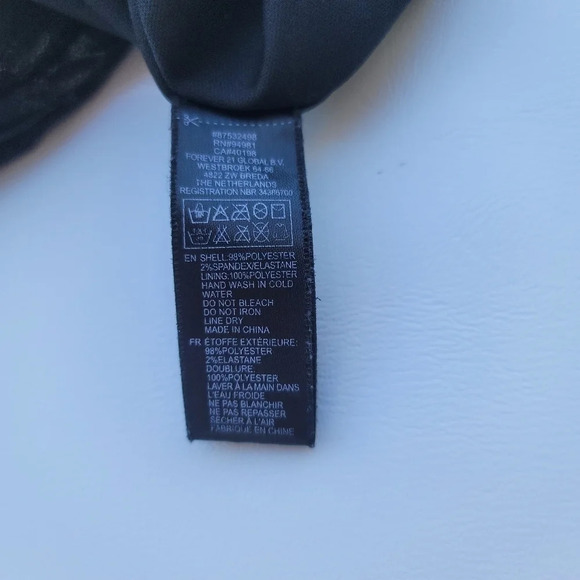 #87532498
RN#94981
CA#40198
FOREVER 21 GLOBAL B.V.
WESTBROEK 64-66
4822 ZW BREDA
THE NETHERLANDS
REGISTRATION NBR
EN SHELL:98%POLYESTER
2%SPANDEX/ELASTANE
LINING:100%POLYESTER
HAND WASH IN COLD
WATER
DO NOT BLEACH
DO NOT IRON
LINE DRY
MADE IN CHINA
FR ÉTOFFE EXTÉRIEURE:
98%POLYESTER
2%ELASTANE
DOUBLURE:
100%POLYESTER
LAVER À LA MAIN DANS
L'EAU FROIDE
NE PAS BLANCHIR
NE PAS REPASSER
SÉCHER À L'AIR
FABRIQUÉ EN CHINE